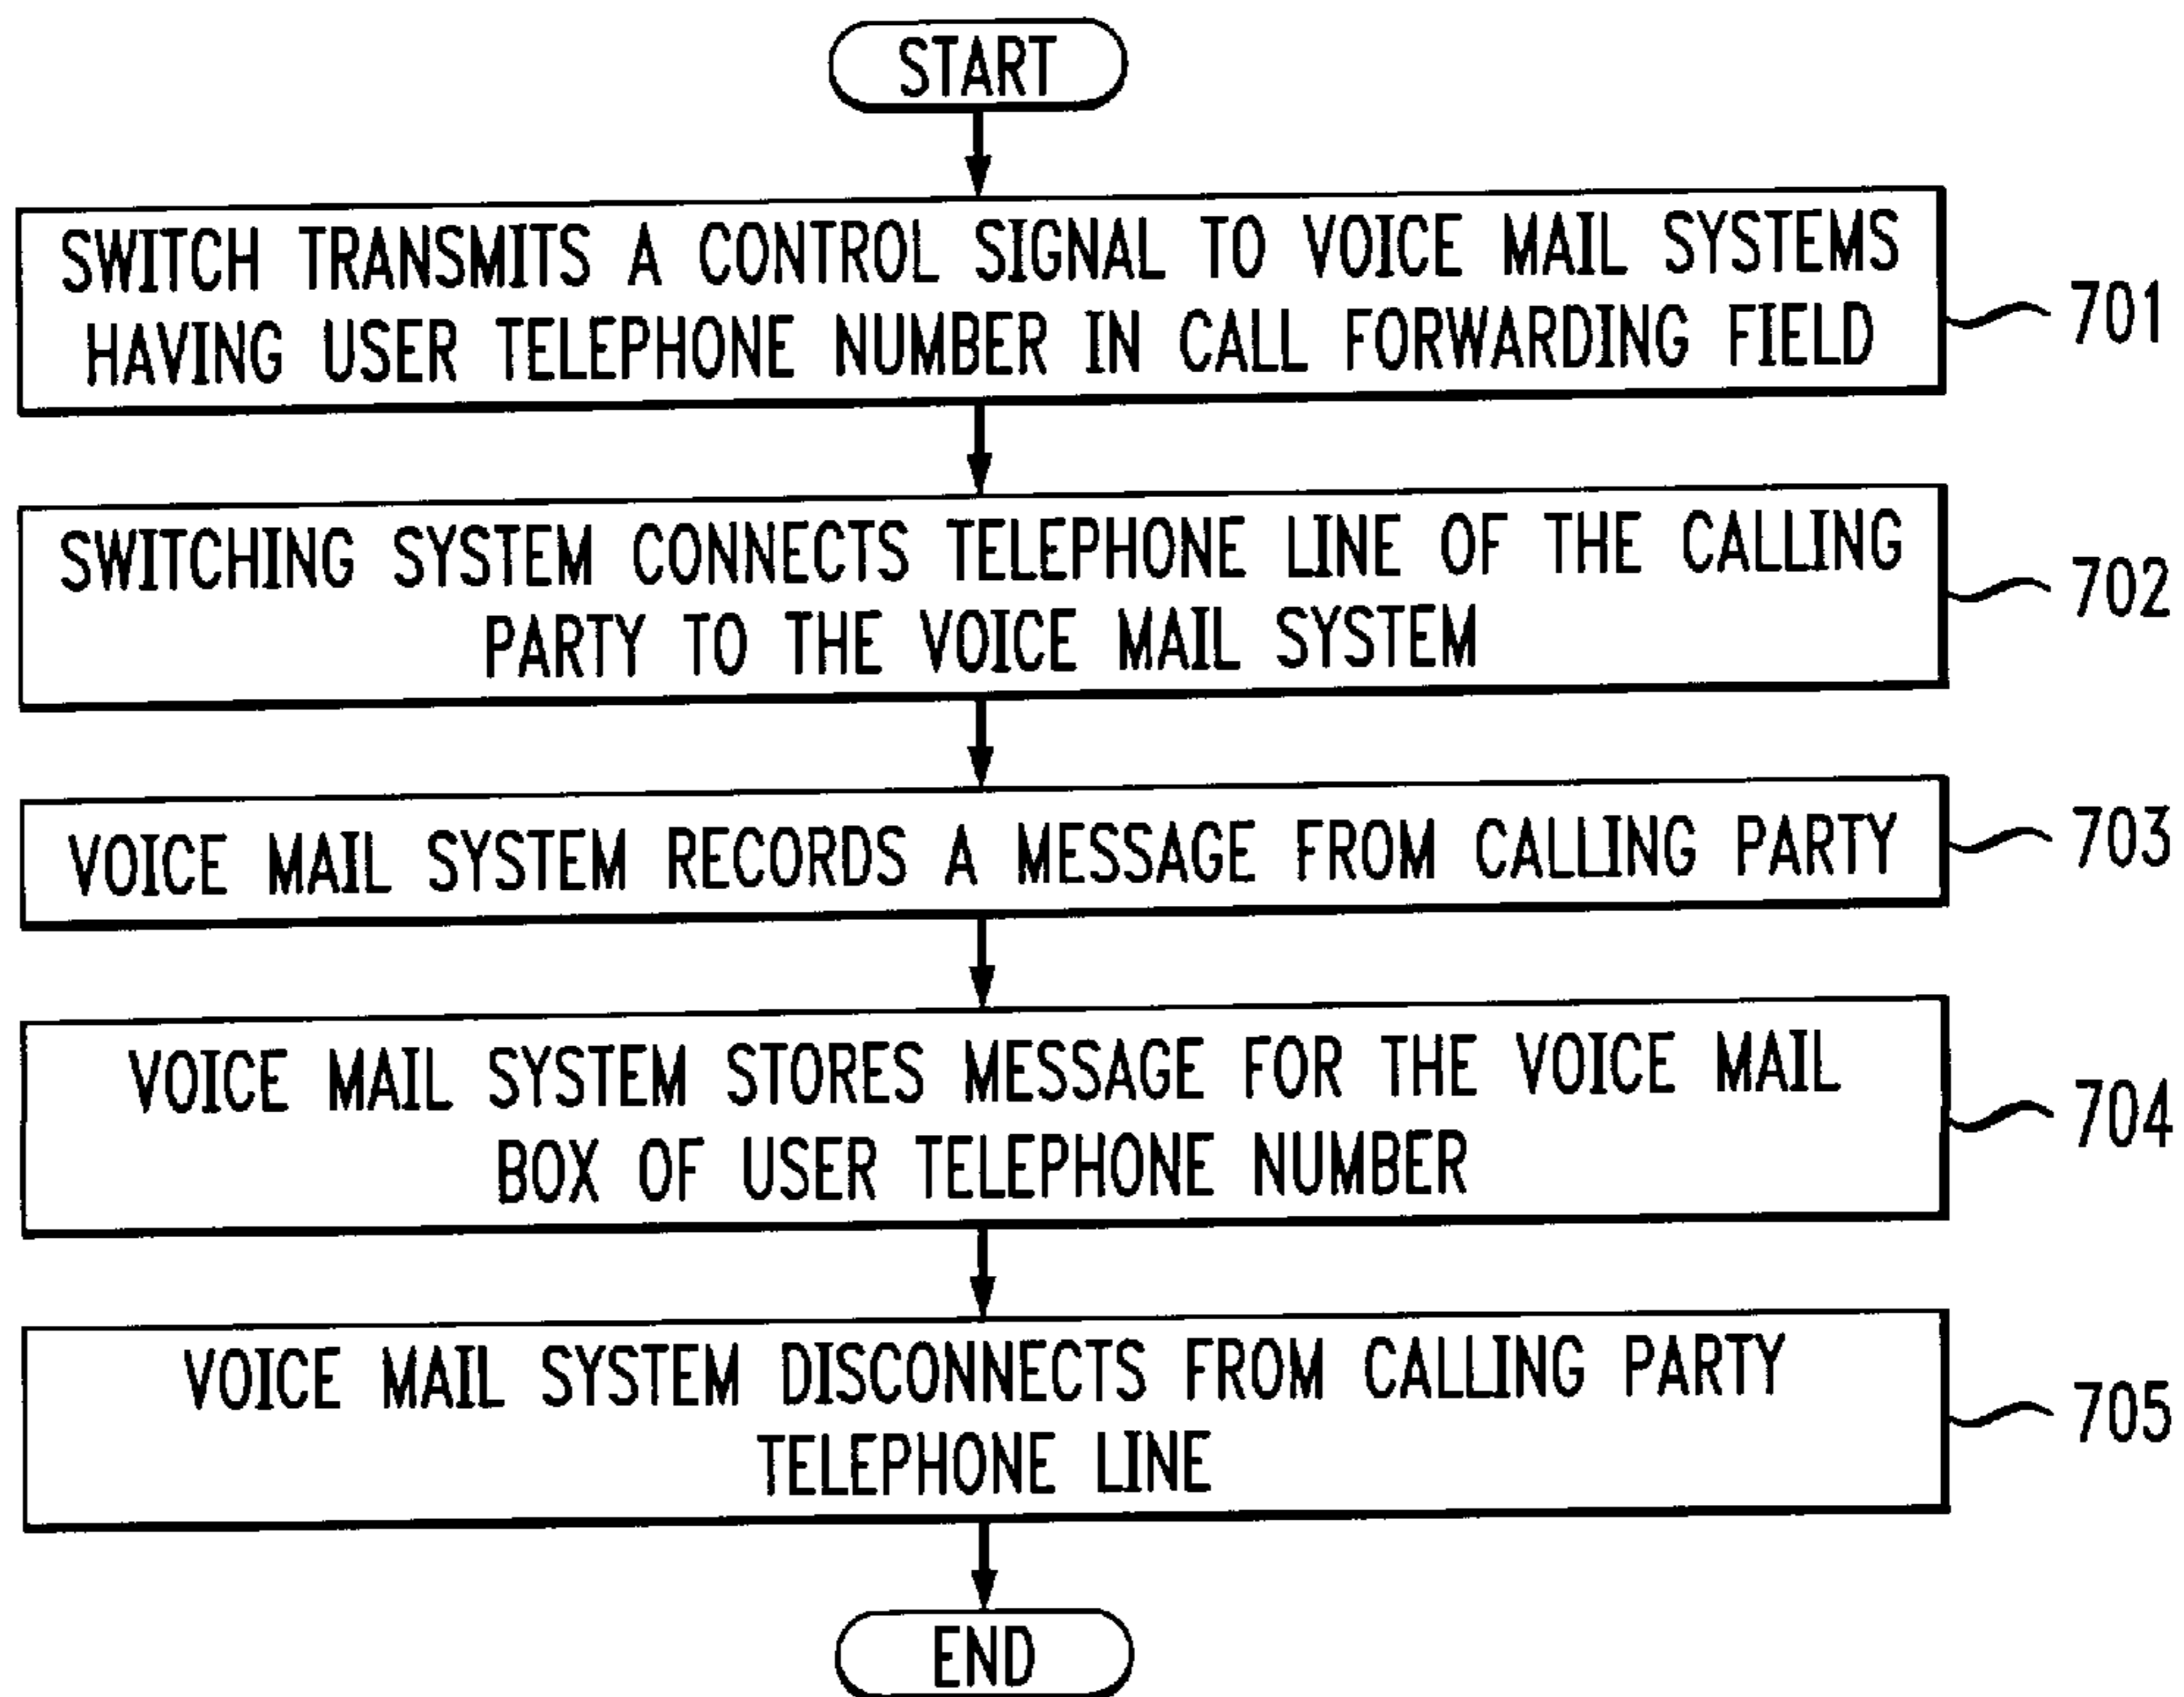 START
SWITCH TRANSMITS A CONTROL SIGNAL TO VOICE MAIL SYSTEMS
HAVING USER TELEPHONE NUMBER IN CALL FORWARDING FIELD
701
SWITCHING SYSTEM CONNECTS TELEPHONE LINE OF THE CALLING
PARTY TO THE VOICE MAIL SYSTEM
702
VOICE MAIL SYSTEM RECORDS A MESSAGE FROM CALLING PARTY
703
VOICE MAIL SYSTEM STORES MESSAGE FOR THE VOICE MAIL
BOX OF USER TELEPHONE NUMBER
704
VOICE MAIL SYSTEM DISCONNECTS FROM CALLING PARTY
TELEPHONE LINE
705
END